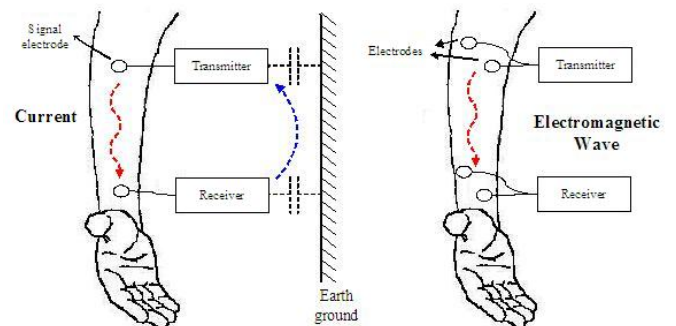 Signal
electrode
Transmitter
Current
Receiver
Earth
ground
Electrodes
Transmitter
Electromagnetic
Wave
Receiver